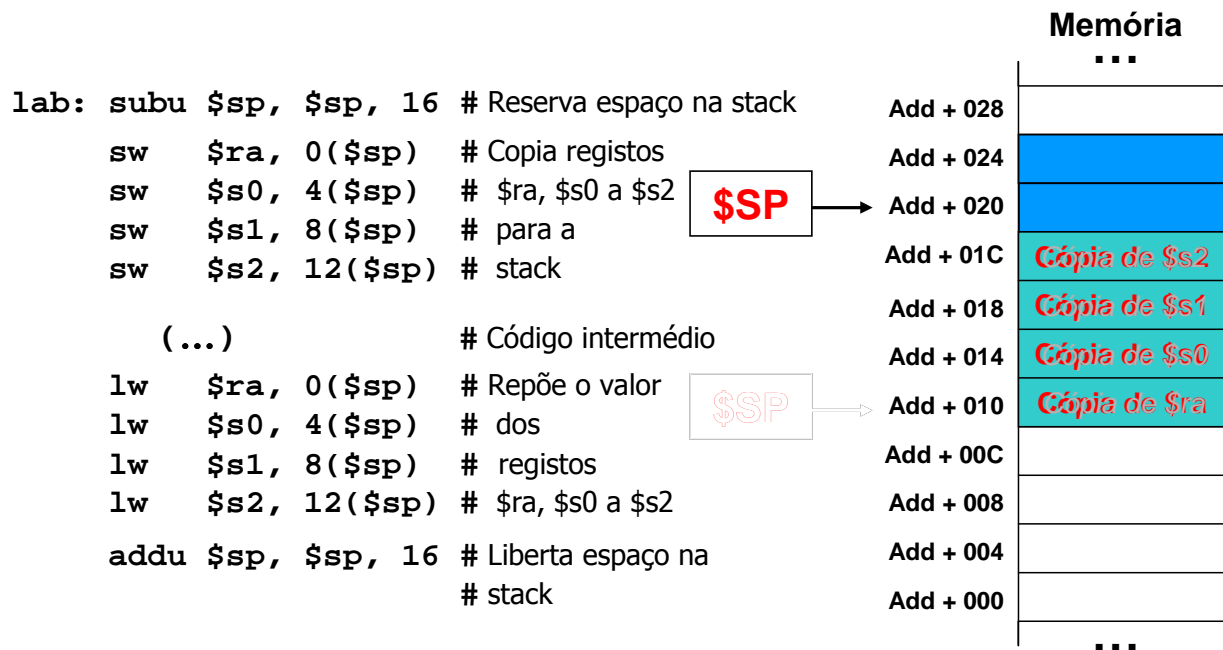 lab: subu $sp, $sp, 16 # Reserva espaço na stack
sw $ra, 0($sp) # Copia registos
sw $s0, 4($sp) # $ra, $s0 a $s2
sw $s1, 8($sp) # para a
sw $s2, 12($sp) # stack
(...) # Código intermédio
lw $ra, 0($sp) # Repõe o valor
lw $s0, 4($sp) # dos
lw $s1, 8($sp) # registos
lw $s2, 12($sp) # $ra, $s0 a $s2
addu $sp, $sp, 16 # Liberta espaço na
# stack
$SP
$SP
Memória
...
Add + 028
Add + 024
Add + 020
Add + 01C Cópia de $s2
Add + 018 Cópia de $s1
Add + 014 Cópia de $s0
Add + 010 Cópia de $ra
Add + 00C
Add + 008
Add + 004
Add + 000
...